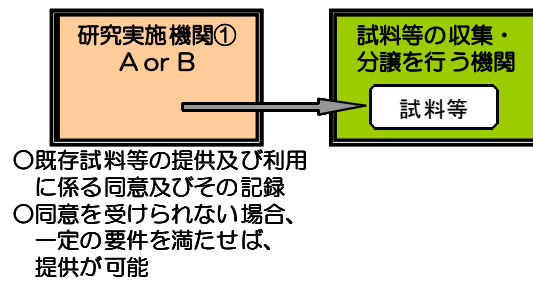 研究実施機関①
A or B
試料等の収集・
分譲を行う機関
試料等
○既存試料等の提供及び利用
に係る同意及びその記録
○同意を受けられない場合、
一定の要件を満たせば、
提供が可能